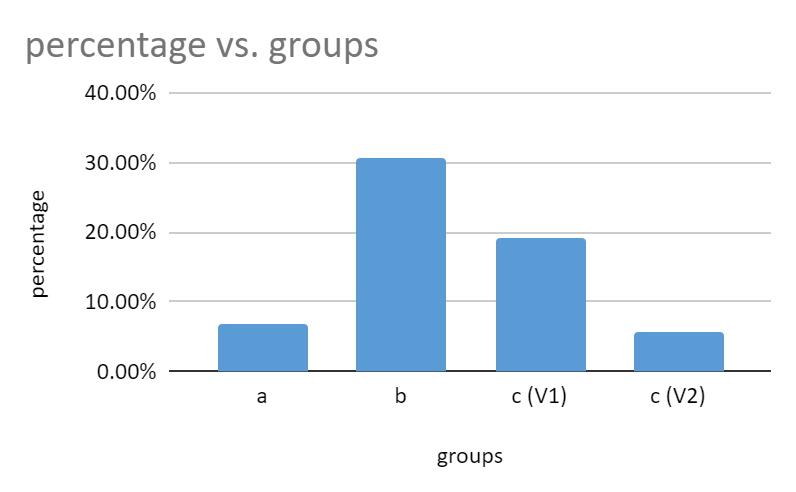 percentage vs. groups
40.00%
30.00%
20.00%
10.00%
0.00%
percentage
a
b
c (V1)
c (V2)
groups